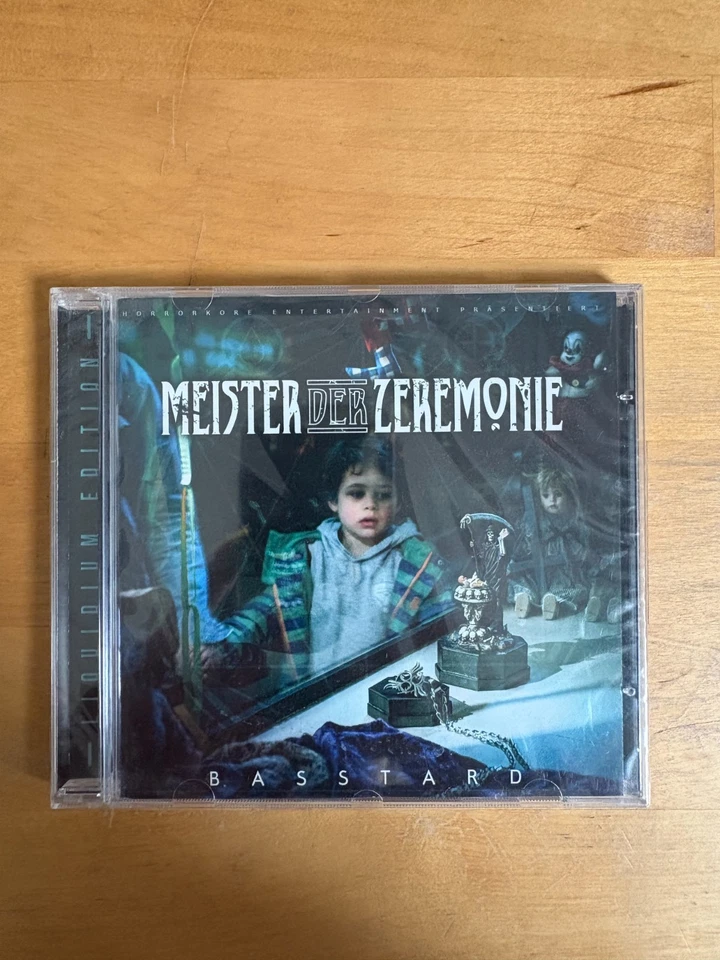 HORRORKORE ENTERTAINMENT PRÄSENTIERT
MEISTER DER ZEREMONIE
BASSTARD
LIQUIDIUM EDITION